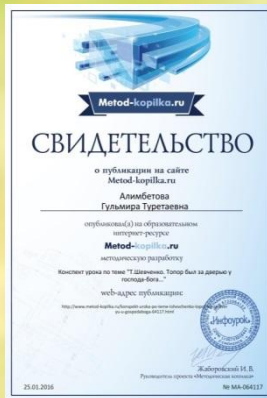 Metod-kopilka.ru
СВИДЕТЕЛЬСТВО
о публикации на сайте
Metod-kopilka.ru
Алимбетова
Гульмира Туретаевна
опубликовал(а) на образовательном
интернет-ресурсе
Metod-kopilka.ru
методическую разработку
Конспект урока по теме "Т.Шевченко. Топор был за дверью у
господа-бога..."
web-адрес публикации:
Инфоурок
Жаборовский И.В.
Руководитель проекта «Методическая копилка»
25.01.2016
№ МА-064117